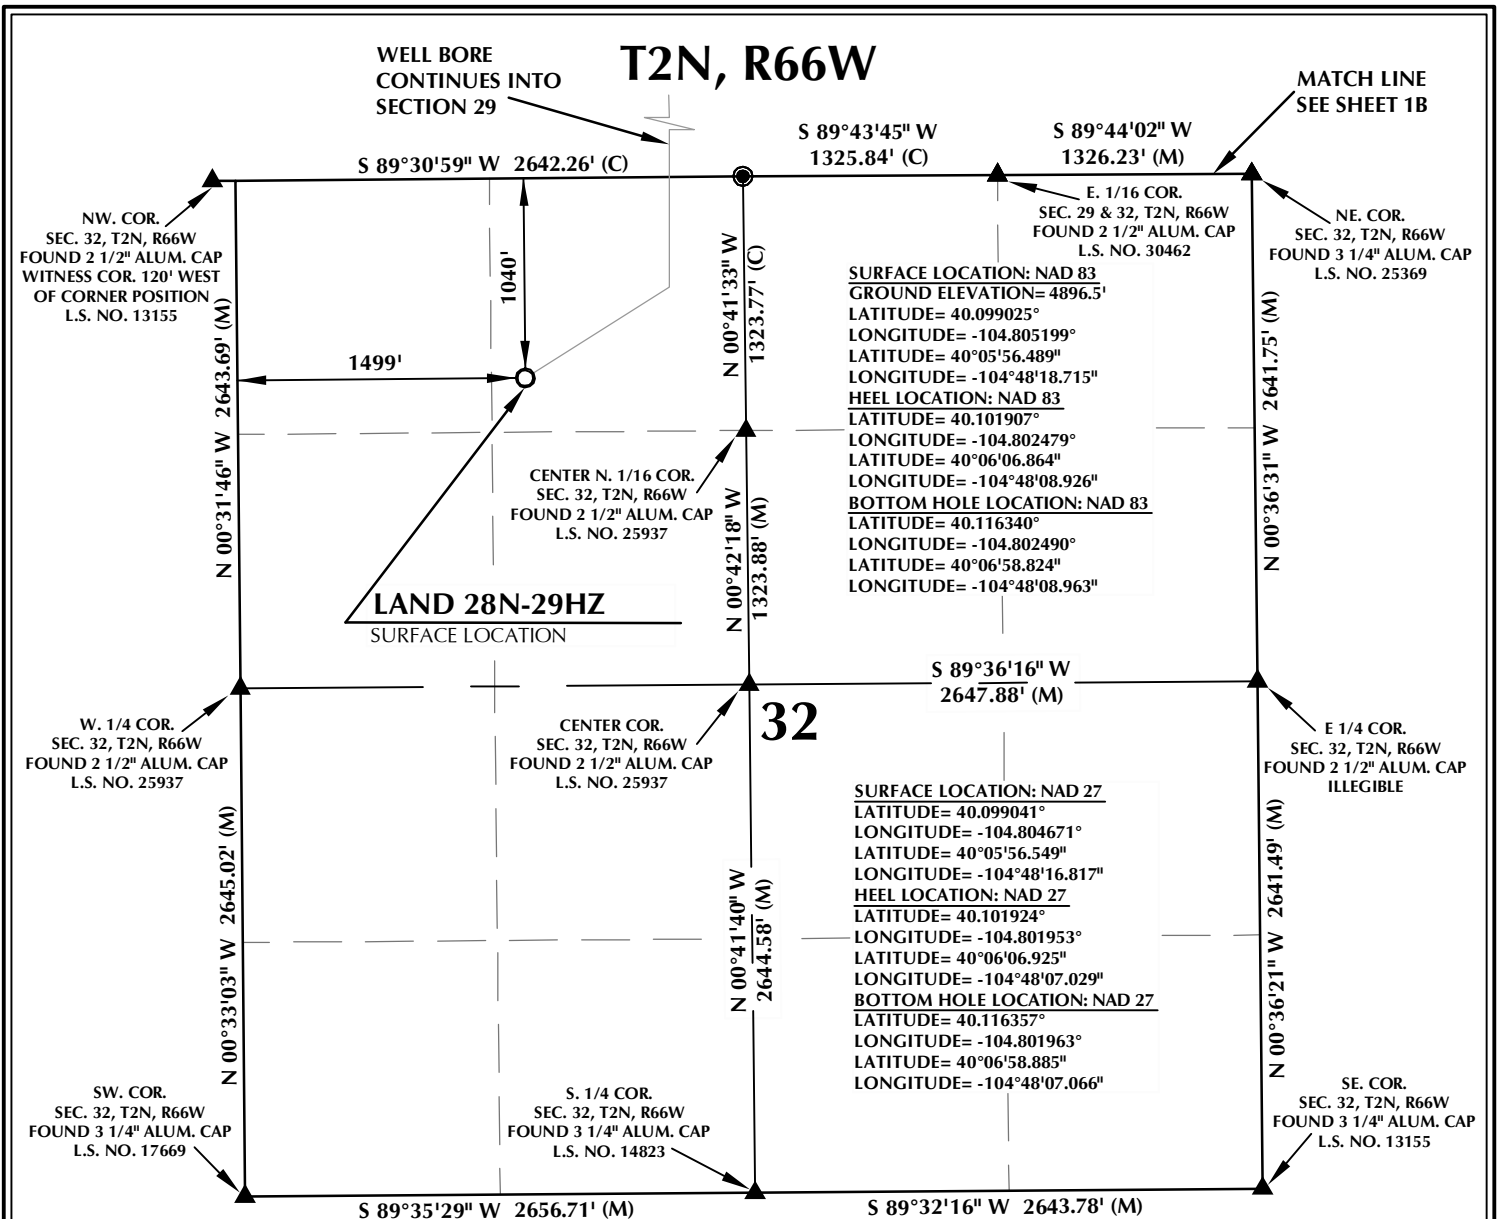 T2N, R66W
WELL BORE
CONTINUES INTO
SECTION 29
MATCH LINE
SEE SHEET 1B
S 89°30'59" W 2642.26' (C)
S 89°43'45" W
1325.84' (C)
S 89°44'02" W
1326.23' (M)
NW. COR.
SEC. 32, T2N, R66W
FOUND 2 1/2" ALUM. CAP
WITNESS COR. 120' WEST
OF CORNER POSITION
L.S. NO. 13155
E. 1/16 COR.
SEC. 29 & 32, T2N, R66W
FOUND 2 1/2" ALUM. CAP
L.S. NO. 30462
NE. COR.
SEC. 32, T2N, R66W
FOUND 3 1/4" ALUM. CAP
L.S. NO. 25369
1040'
1499'
N 00°31'46" W 2643.69' (M)
N 00°41'33" W
1323.77' (C)
N 00°36'31" W 2641.75' (M)
SURFACE LOCATION: NAD 83
GROUND ELEVATION= 4896.5'
LATITUDE= 40.099025°
LONGITUDE= -104.805199°
LATITUDE= 40°05'56.489"
LONGITUDE= -104°48'18.715"
HEEL LOCATION: NAD 83
LATITUDE= 40.101907°
LONGITUDE= -104.802479°
LATITUDE= 40°06'06.864"
LONGITUDE= -104°48'08.926"
BOTTOM HOLE LOCATION: NAD 83
LATITUDE= 40.116340°
LONGITUDE= -104.802490°
LATITUDE= 40°06'58.824"
LONGITUDE= -104°48'08.963"
CENTER N. 1/16 COR.
SEC. 32, T2N, R66W
FOUND 2 1/2" ALUM. CAP
L.S. NO. 25937
N 00°42'18" W
1323.88' (M)
LAND 28N-29HZ
SURFACE LOCATION
S 89°36'16" W
2647.88' (M)
32
W. 1/4 COR.
SEC. 32, T2N, R66W
FOUND 2 1/2" ALUM. CAP
L.S. NO. 25937
CENTER COR.
SEC. 32, T2N, R66W
FOUND 2 1/2" ALUM. CAP
L.S. NO. 25937
E 1/4 COR.
SEC. 32, T2N, R66W
FOUND 2 1/2" ALUM. CAP
ILLEGIBLE
SURFACE LOCATION: NAD 27
LATITUDE= 40.099041°
LONGITUDE= -104.804671°
LATITUDE= 40°05'56.549"
LONGITUDE= -104°48'16.817"
HEEL LOCATION: NAD 27
LATITUDE= 40.101924°
LONGITUDE= -104.801953°
LATITUDE= 40°06'06.925"
LONGITUDE= -104°48'07.029"
BOTTOM HOLE LOCATION: NAD 27
LATITUDE= 40.116357°
LONGITUDE= -104.801963°
LATITUDE= 40°06'58.885"
LONGITUDE= -104°48'07.066"
N 00°33'03" W 2645.02' (M)
N 00°41'40" W
2644.58' (M)
N 00°36'21" W 2641.49' (M)
SW. COR.
SEC. 32, T2N, R66W
FOUND 3 1/4" ALUM. CAP
L.S. NO. 17669
S. 1/4 COR.
SEC. 32, T2N, R66W
FOUND 3 1/4" ALUM. CAP
L.S. NO. 14823
SE. COR.
SEC. 32, T2N, R66W
FOUND 3 1/4" ALUM. CAP
L.S. NO. 13155
S 89°35'29" W 2656.71' (M)
S 89°32'16" W 2643.78' (M)